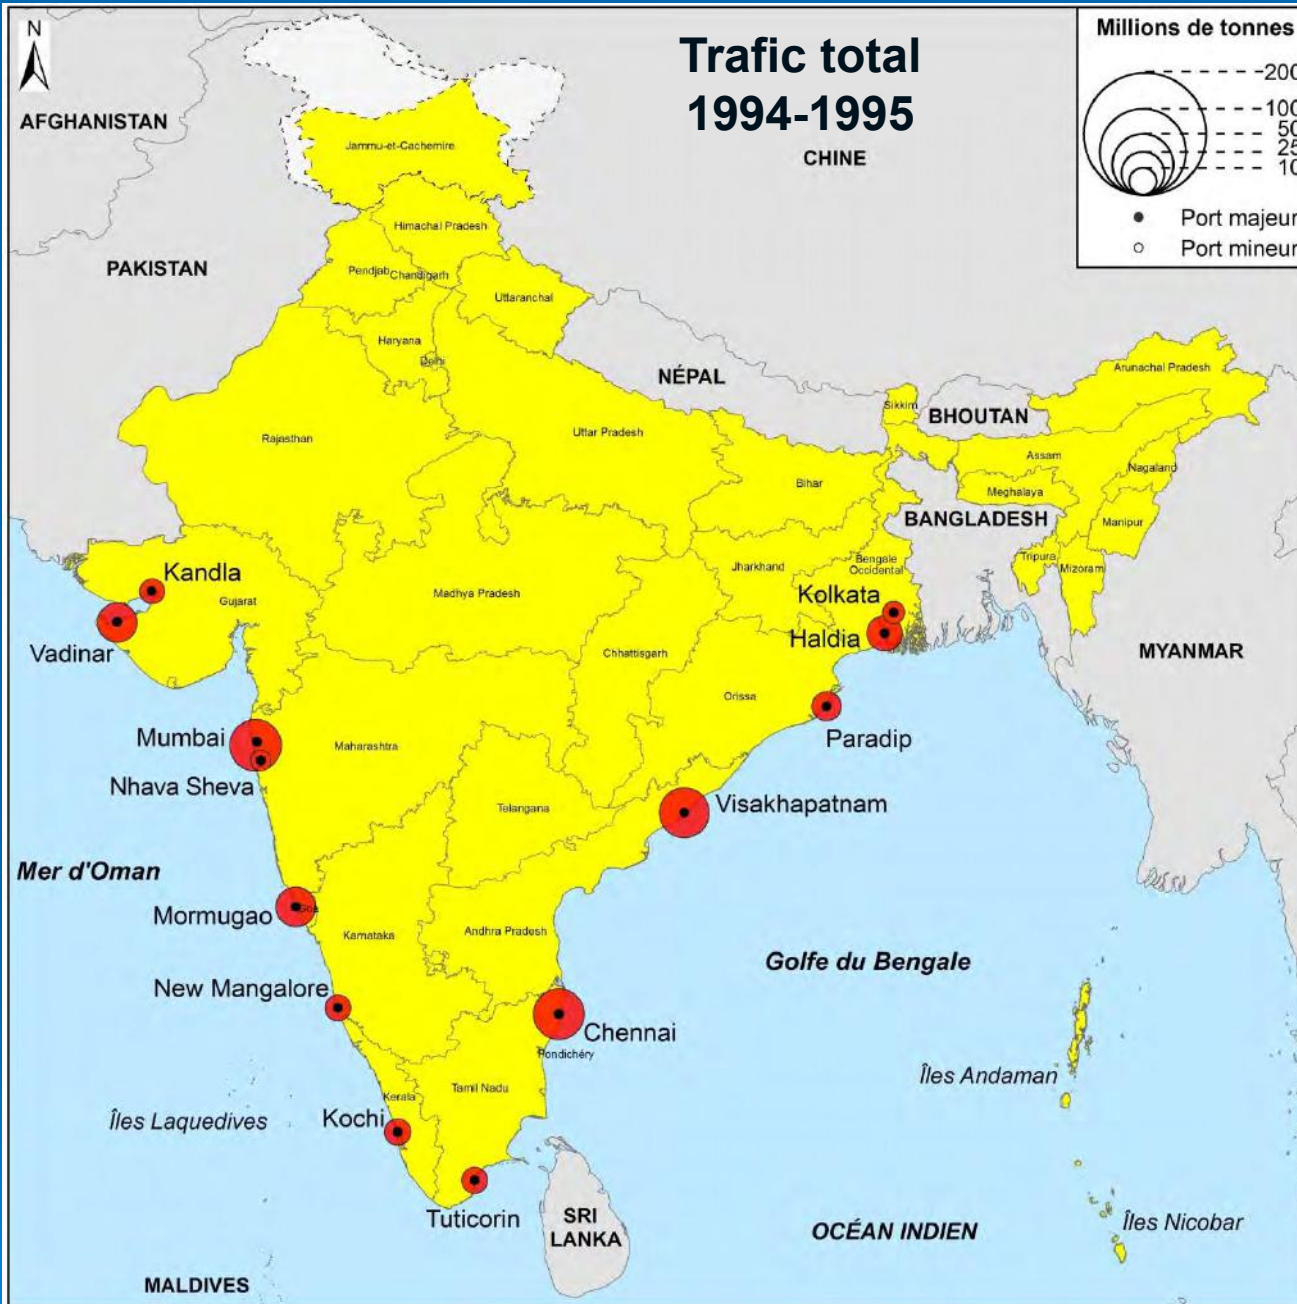 N
Trafic total
1994-1995
Millions de tonnes
200
100
50
25
10
Port majeur
Port mineur
AFGHANISTAN
CHINE
Jammu-et-Cachemire
Himachal Pradesh
PAKISTAN
Pendjab
Chandigarh
Uttaranchal
Haryana
Delhi
NÉPAL
Arunachal Pradesh
Sikkim
BHOUTAN
Rajasthan
Uttar Pradesh
Assam
Nagaland
Bihar
Meghalaya
BANGLADESH
Manipur
Kandla
Gujarat
Madhya Pradesh
Jharkhand
Bengale
Occidental
Tripura
Mizoram
Kolkata
Vadinar
Haldia
Chhattisgarh
MYANMAR
Orissa
Mumbai
Maharashtra
Paradip
Nhava Sheva
Telangana
Visakhapatnam
Mer d'Oman
Mormugao
Goa
Karnataka
Andhra Pradesh
Golfe du Bengale
New Mangalore
Chennai
Pondichéry
Îles Andaman
Tamil Nadu
Kerala
Îles Laquedives
Kochi
Tuticorin
SRI
LANKA
OCÉAN INDIEN
Îles Nicobar
MALDIVES